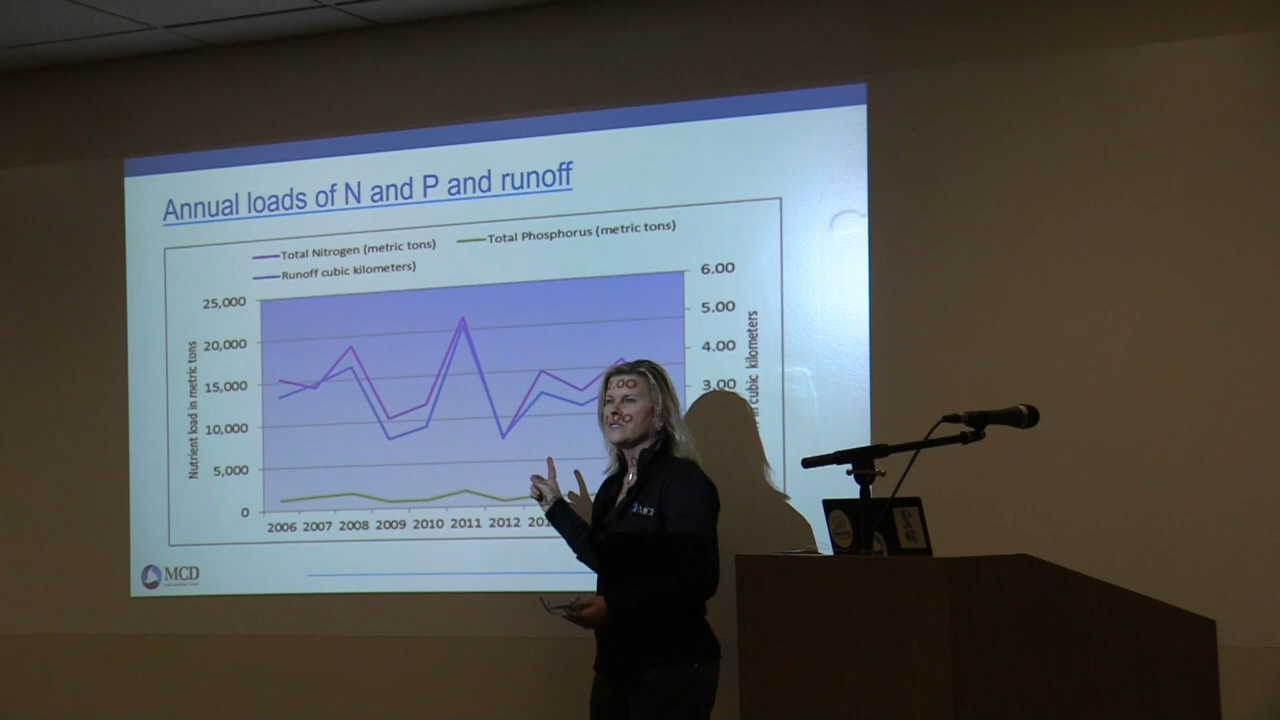 Annual loads of N and P and runoff
Total Nitrogen (metric tons) Total Phosphorus (metric tons)
Runoff cubic kilometers)
25,000
20,000
15,000
10,000
5,000
0
Nutrient load in metric tons
6.00
5.00
4.00
3.00
cubic kilometers
2006 2007 2008 2009 2010 2011 2012
MCD